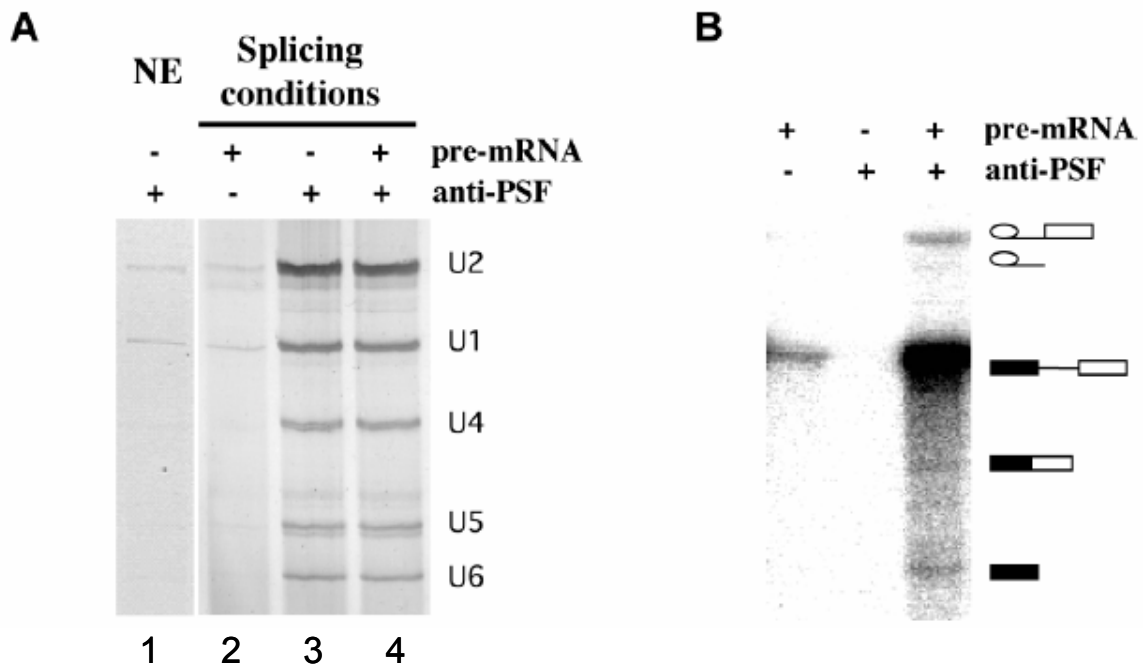 A
NE
Splicing
conditions
- + - + pre-mRNA
+ - + + anti-PSF
U2
U1
U4
U5
U6
1 2 3 4
B
+ - + pre-mRNA
- + + anti-PSF